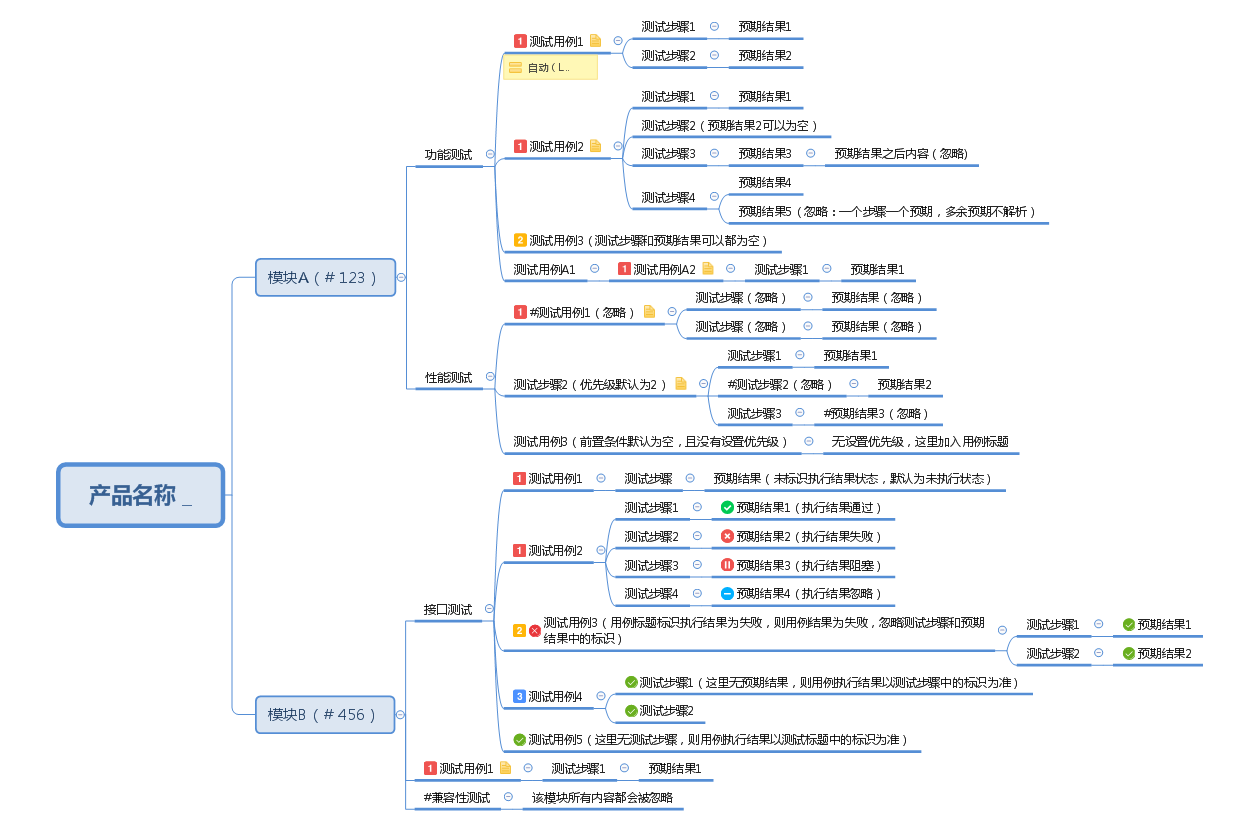 产品名称 _
模块A（＃123）
功能测试
1 测试用例1
自动（L..
测试步骤1
预期结果1
测试步骤2
预期结果2
1 测试用例2
测试步骤1
预期结果1
测试步骤2（预期结果2可以为空）
测试步骤3
预期结果3
预期结果之后内容（忽略)
测试步骤4
预期结果4
预期结果5（忽略：一个步骤一个预期，多余预期不解析）
2 测试用例3（测试步骤和预期结果可以都为空）
测试用例A1
1 测试用例A2
测试步骤1
预期结果1
性能测试
1 #测试用例1（忽略）
测试步骤（忽略）
预期结果（忽略）
测试步骤（忽略）
预期结果（忽略）
测试步骤2（优先级默认为2）
测试步骤1
预期结果1
#测试步骤2（忽略）
预期结果2
测试步骤3
#预期结果3（忽略）
测试用例3（前置条件默认为空，且没有设置优先级）
无设置优先级，这里加入用例标题
模块B（＃456）
接口测试
1 测试用例1
测试步骤
预期结果（未标识执行结果状态，默认为未执行状态）
1 测试用例2
测试步骤1
预期结果1（执行结果通过）
测试步骤2
预期结果2（执行结果失败）
测试步骤3
预期结果3（执行结果阻塞）
测试步骤4
预期结果4（执行结果忽略）
2 测试用例3（用例标题标识执行结果为失败，则用例结果为失败，忽略测试步骤和预期
结果中的标识）
测试步骤1
预期结果1
测试步骤2
预期结果2
3 测试用例4
测试步骤1（这里无预期结果，则用例执行结果以测试步骤中的标识为准）
测试步骤2
测试用例5（这里无测试步骤，则用例执行结果以测试标题中的标识为准）
1 测试用例1
测试步骤1
预期结果1
#兼容性测试
该模块所有内容都会被忽略